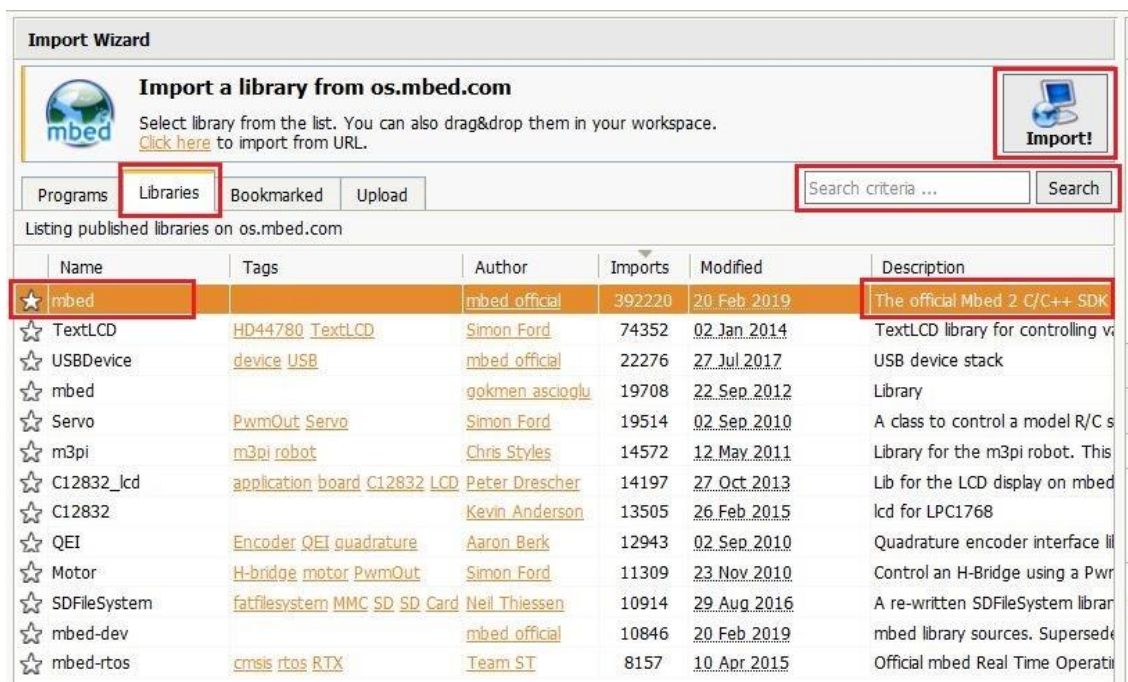 Import Wizard
mbed
Import a library from os.mbed.com
Select library from the list. You can also drag&drop them in your workspace.
Click here to import from URL.
Import!
Programs Libraries Bookmarked Upload Search criteria ... Search
Listing published libraries on os.mbed.com
Name Tags Author Imports Modified Description
mbed mbed official 392220 20 Feb 2019 The official Mbed 2 C/C++ SDK
TextLCD HD44780 TextLCD Simon Ford 74352 02 Jan 2014 TextLCD library for controlling va
USBDevice device USB mbed official 22276 27 Jul 2017 USB device stack
mbed gokmen ascioglu 19708 22 Sep 2012 Library
Servo PwmOut Servo Simon Ford 19514 02 Sep 2010 A class to control a model R/C s
m3pi m3pi robot Chris Styles 14572 12 May 2011 Library for the m3pi robot. This
C12832_lcd application board C12832 LCD Peter Drescher 14197 27 Oct 2013 Lib for the LCD display on mbed
C12832 Kevin Anderson 13505 26 Feb 2015 lcd for LPC1768
QEI Encoder QEI quadrature Aaron Berk 12943 02 Sep 2010 Quadrature encoder interface li
Motor H-bridge motor PwmOut Simon Ford 11309 23 Nov 2010 Control an H-Bridge using a Pwr
SDFileSystem fatfilesystem MMC SD SD Card Neil Thiessen 10914 29 Aug 2016 A re-written SDFileSystem librar
mbed-dev mbed official 10846 20 Feb 2019 mbed library sources. Supersede
mbed-rtos cmsis rtos RTX Team ST 8157 10 Apr 2015 Official mbed Real Time Operati